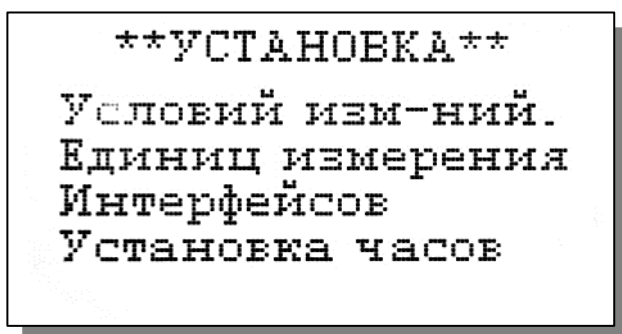 **УСТАНОВКА**
Условий изм-ний.
Единиц измерения
Интерфейсов
Установка часов